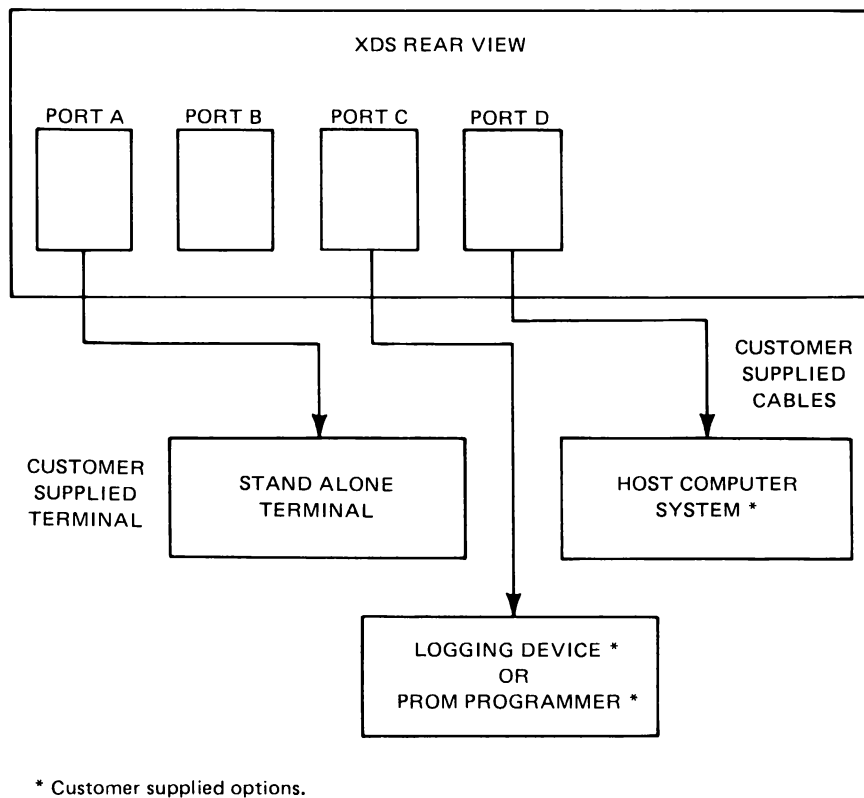 XDS REAR VIEW
PORT A
PORT B
PORT C
PORT D
CUSTOMER
SUPPLIED
CABLES
CUSTOMER
SUPPLIED
TERMINAL
STAND ALONE
TERMINAL
HOST COMPUTER
SYSTEM *
LOGGING DEVICE *
OR
PROM PROGRAMMER *
* Customer supplied options.